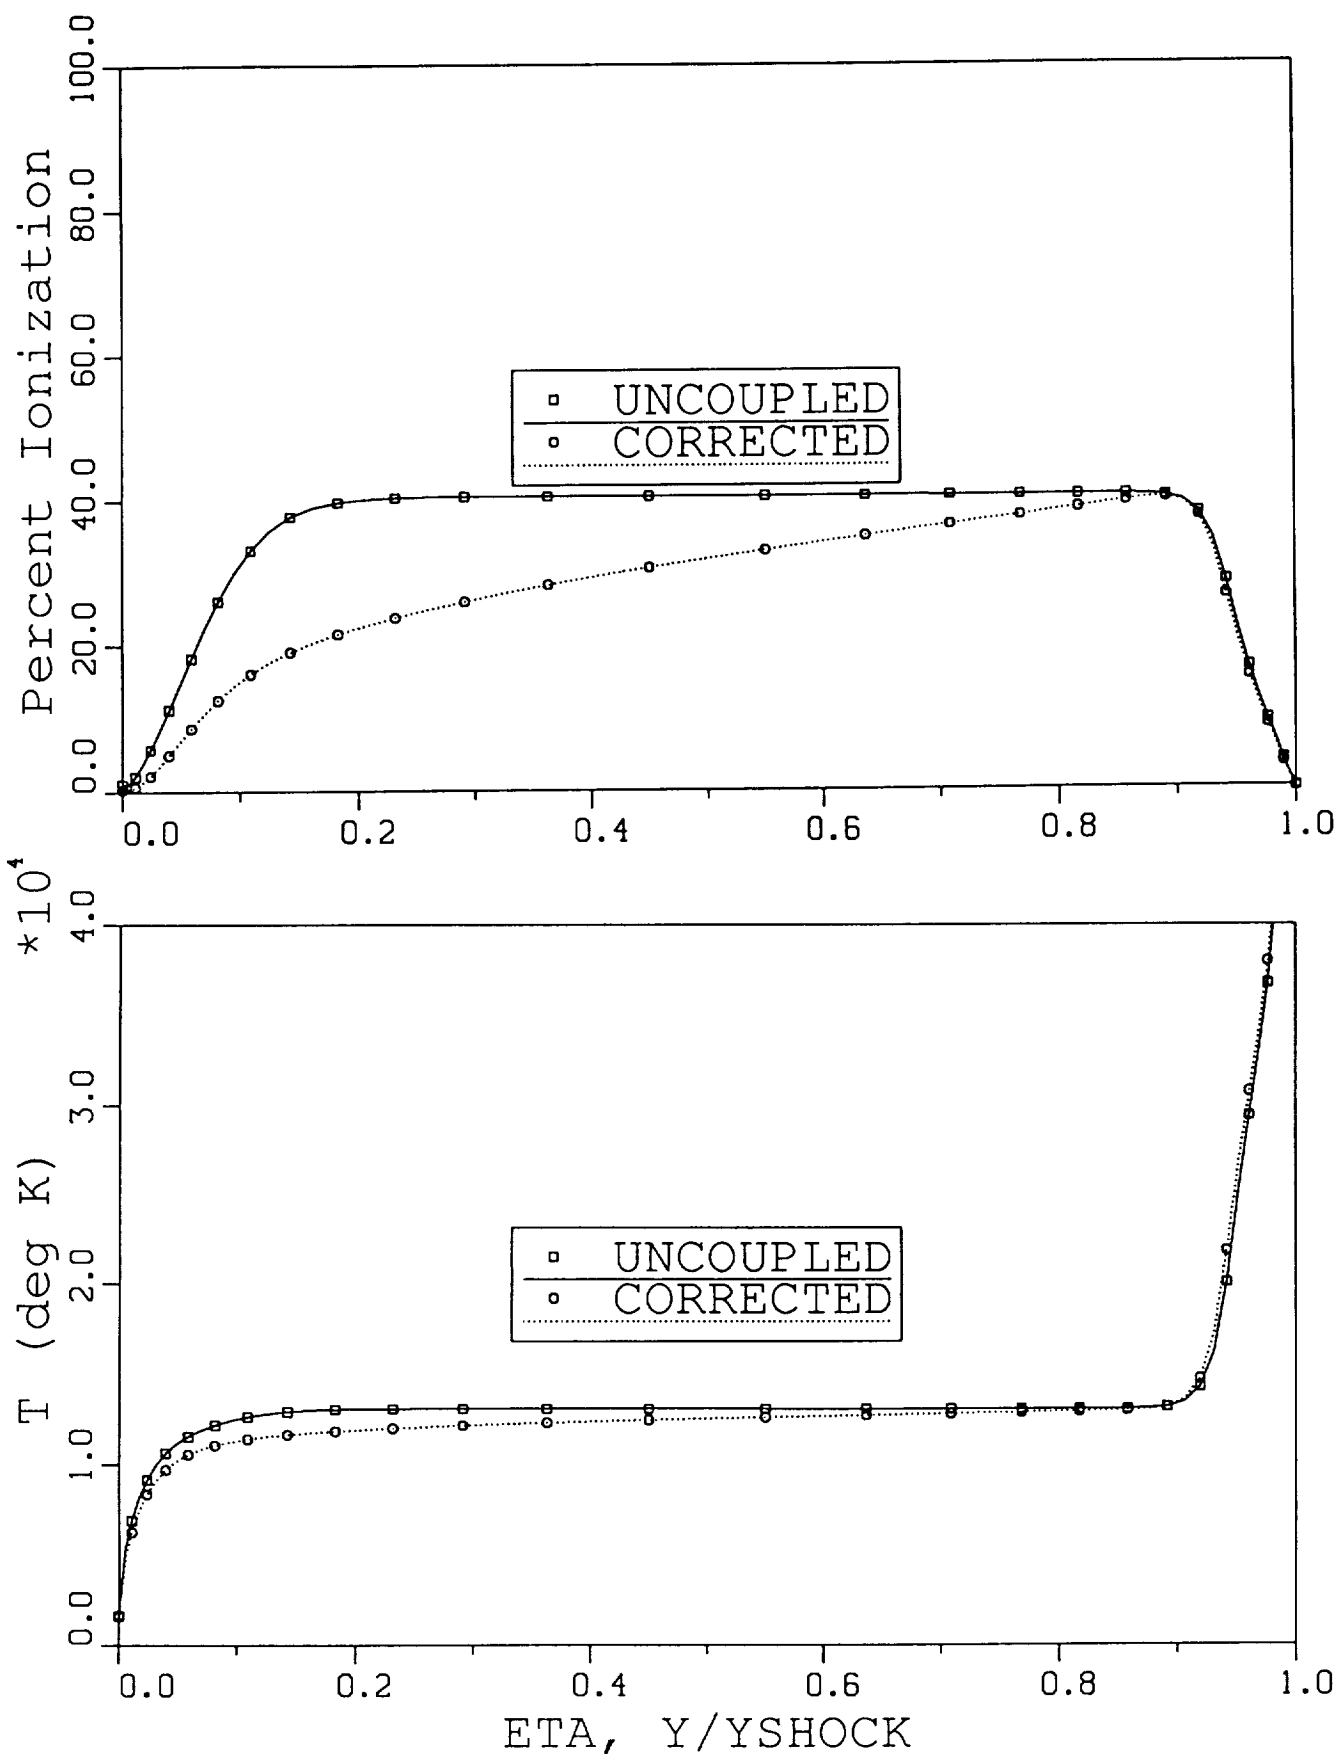 Percent Ionization
100.0
80.0
60.0
40.0
20.0
0.0
UNCOUPLED
CORRECTED
0.0 0.2 0.4 0.6 0.8 1.0
T (deg K) *10⁴
4.0
3.0
2.0
1.0
0.0
UNCOUPLED
CORRECTED
0.0 0.2 0.4 0.6 0.8 1.0
ETA, Y/YSHOCK